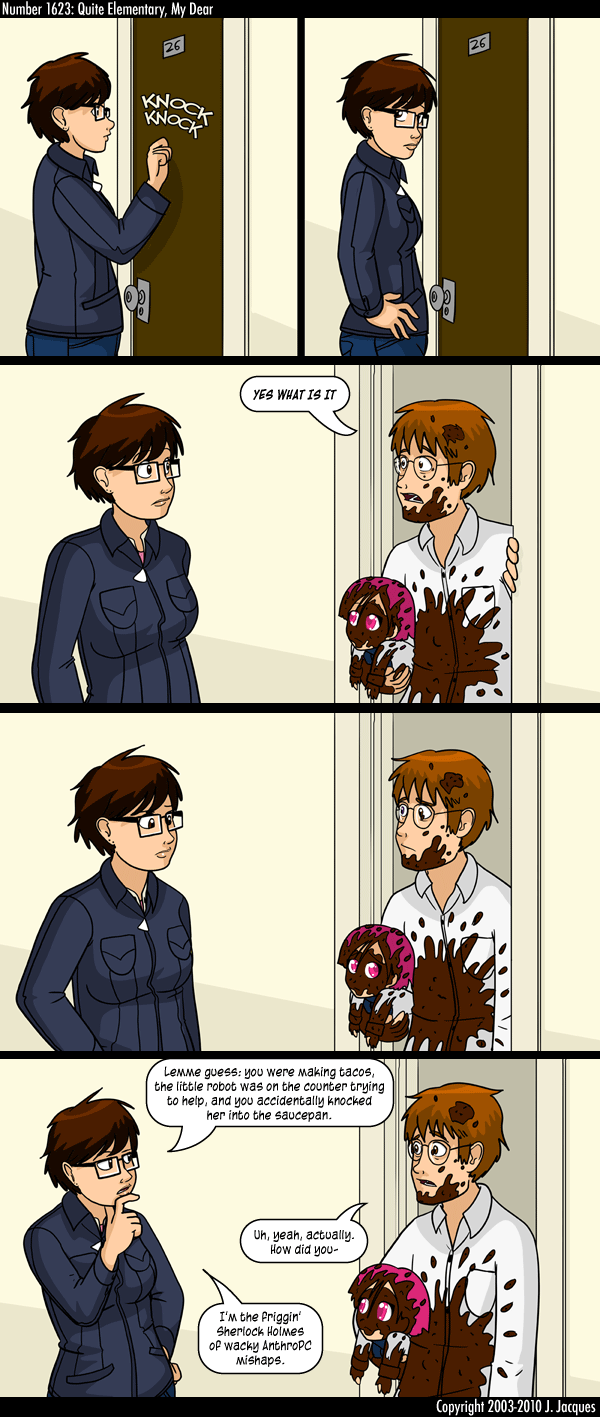 Number 1623: Quite Elementary, My Dear
26
KNOCK
KNOCK
26
YES WHAT IS IT
Lemme guess: you were making tacos,
the little robot was on the counter trying
to help, and you accidentally knocked
her into the saucepan.
Uh, yeah, actually.
How did you-
I'm the friggin'
Sherlock Holmes
of wacky AnthroPC
mishaps.
Copyright 2003-2010 J. Jacques